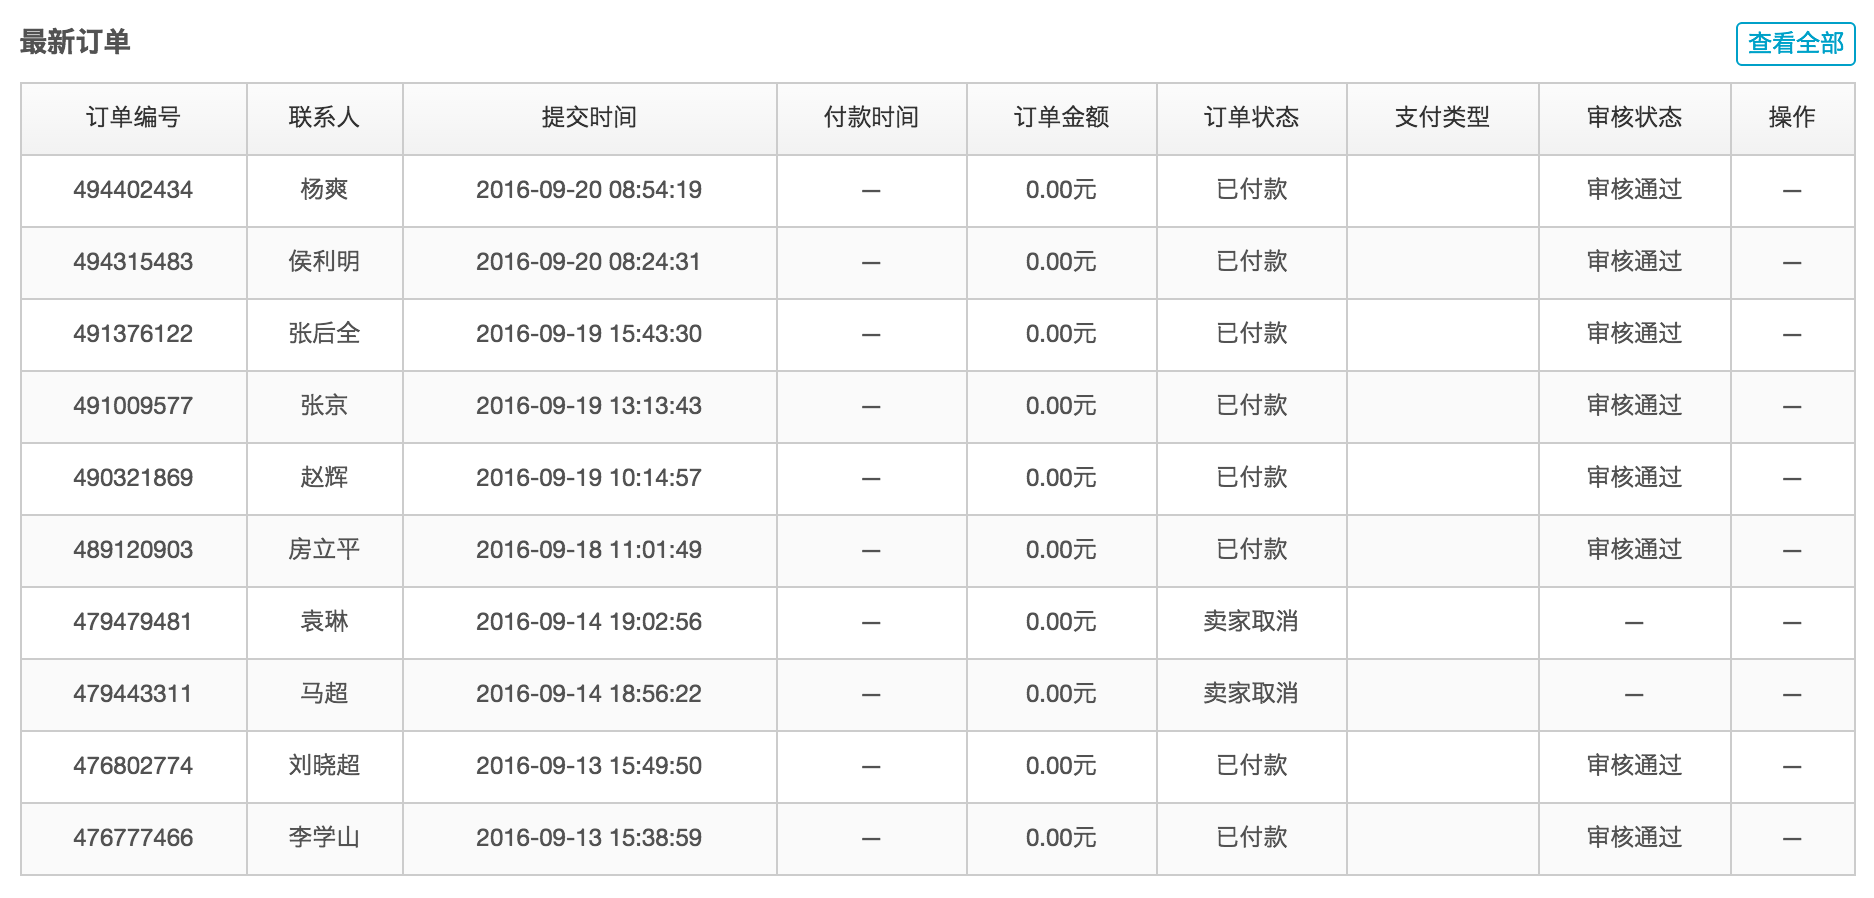 最新订单 查看全部
订单编号 联系人 提交时间 付款时间 订单金额 订单状态 支付类型 审核状态 操作
494402434 杨爽 2016-09-20 08:54:19 — 0.00元 已付款 审核通过 —
494315483 侯利明 2016-09-20 08:24:31 — 0.00元 已付款 审核通过 —
491376122 张后全 2016-09-19 15:43:30 — 0.00元 已付款 审核通过 —
491009577 张京 2016-09-19 13:13:43 — 0.00元 已付款 审核通过 —
490321869 赵辉 2016-09-19 10:14:57 — 0.00元 已付款 审核通过 —
489120903 房立平 2016-09-18 11:01:49 — 0.00元 已付款 审核通过 —
479479481 袁琳 2016-09-14 19:02:56 — 0.00元 卖家取消 — —
479443311 马超 2016-09-14 18:56:22 — 0.00元 卖家取消 — —
476802774 刘晓超 2016-09-13 15:49:50 — 0.00元 已付款 审核通过 —
476777466 李学山 2016-09-13 15:38:59 — 0.00元 已付款 审核通过 —